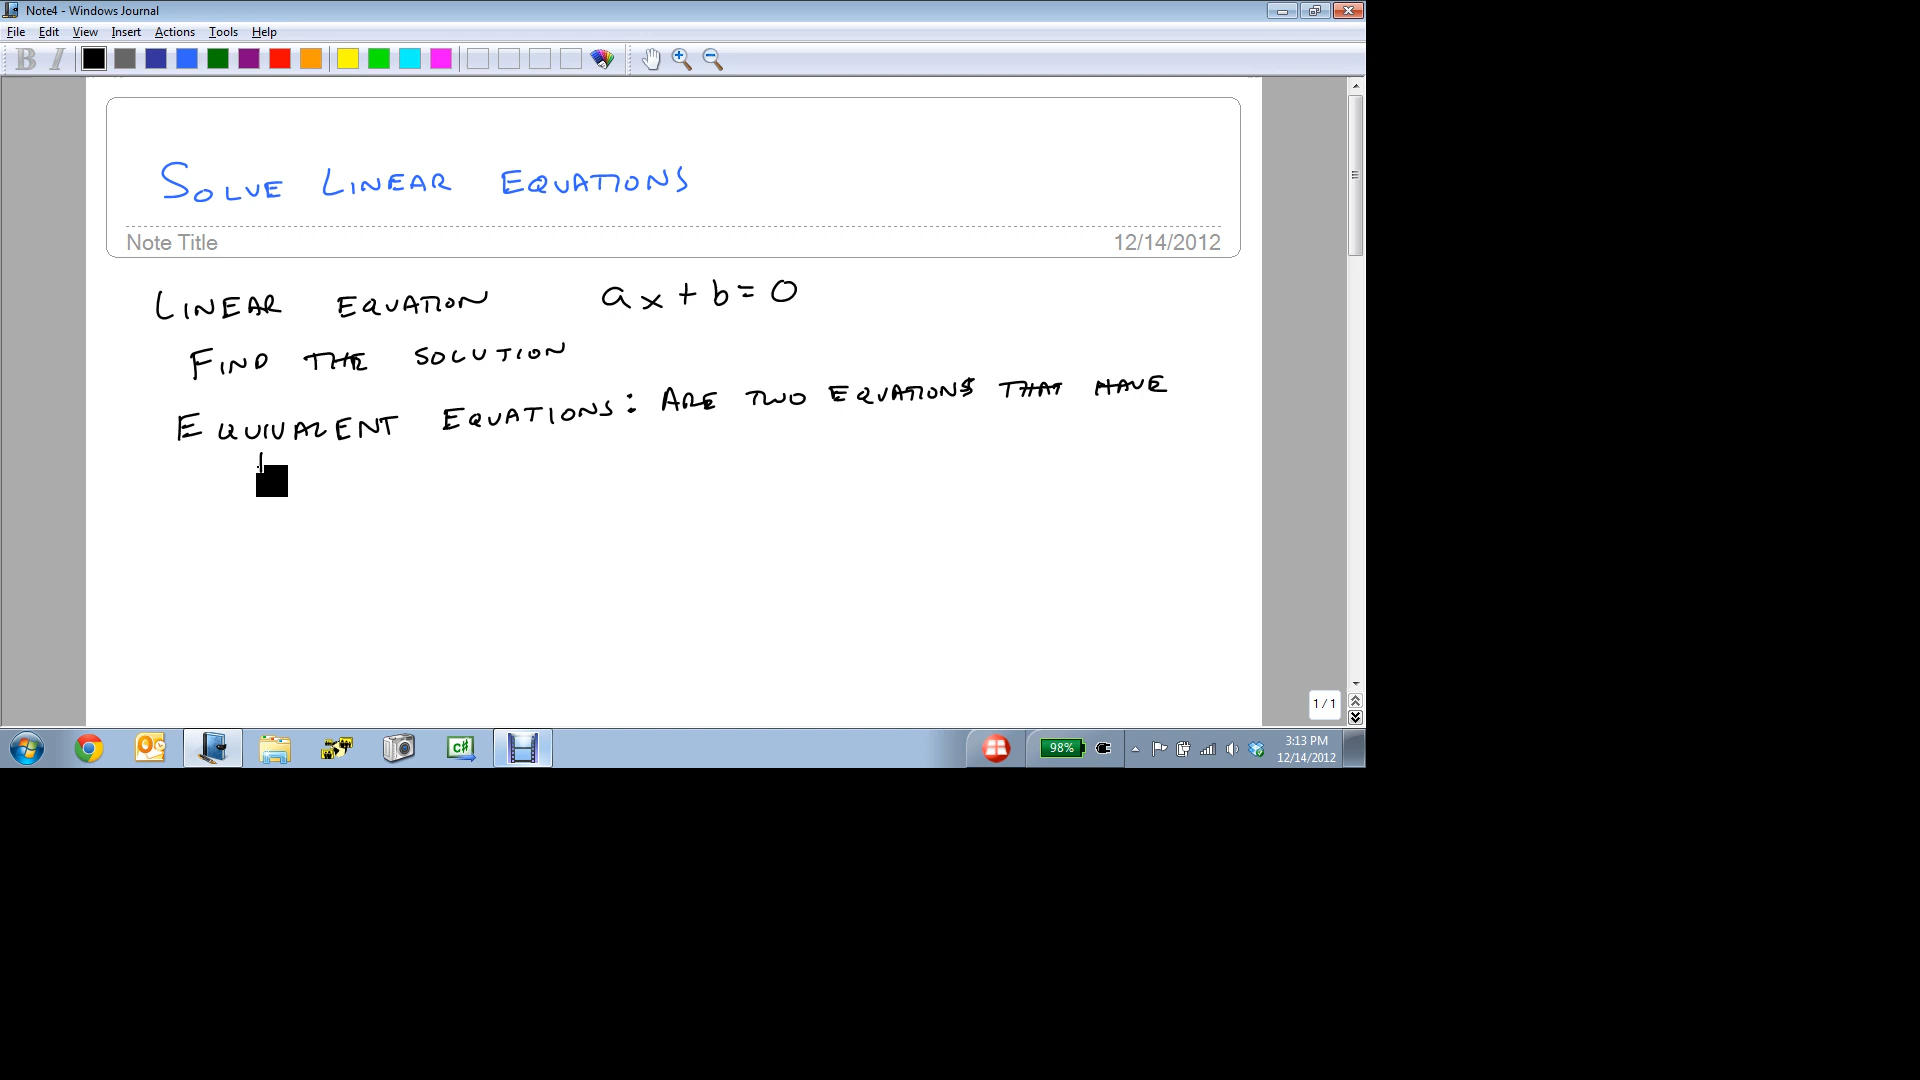 Note4 - Windows Journal
File Edit View Insert Actions Tools Help
B I
SOLVE LINEAR EQUATIONS
Note Title 12/14/2012
LINEAR EQUATION ax + b = 0
FIND THE SOLUTION
EQUIVALENT EQUATIONS: ARE TWO EQUATIONS THAT HAVE
1 / 1
C#
98%
3:13 PM
12/14/2012